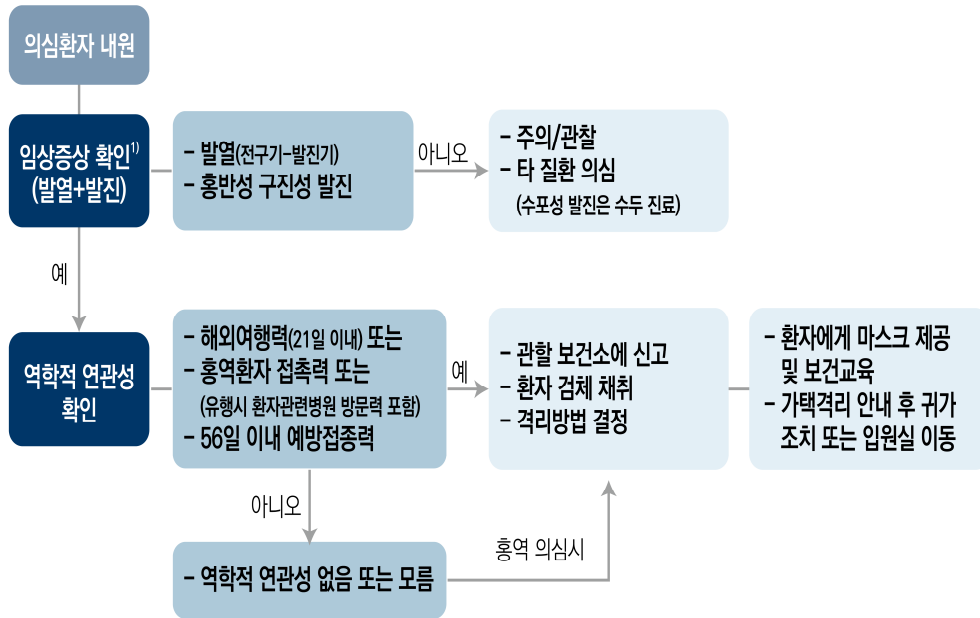 의심환자 내원
임상증상 확인1)
(발열+발진)
- 발열(전구기-발진기)
- 홍반성 구진성 발진
아니오
- 주의/관찰
- 타 질환 의심
(수포성 발진은 수두 진료)
예
역학적 연관성
확인
- 해외여행력(21일 이내) 또는
- 홍역환자 접촉력 또는
(유행시 환자관련병원 방문력 포함)
- 56일 이내 예방접종력
예
- 관할 보건소에 신고
- 환자 검체 채취
- 격리방법 결정
- 환자에게 마스크 제공
및 보건교육
- 가택격리 안내 후 귀가
조치 또는 입원실 이동
아니오
- 역학적 연관성 없음 또는 모름
홍역 의심시